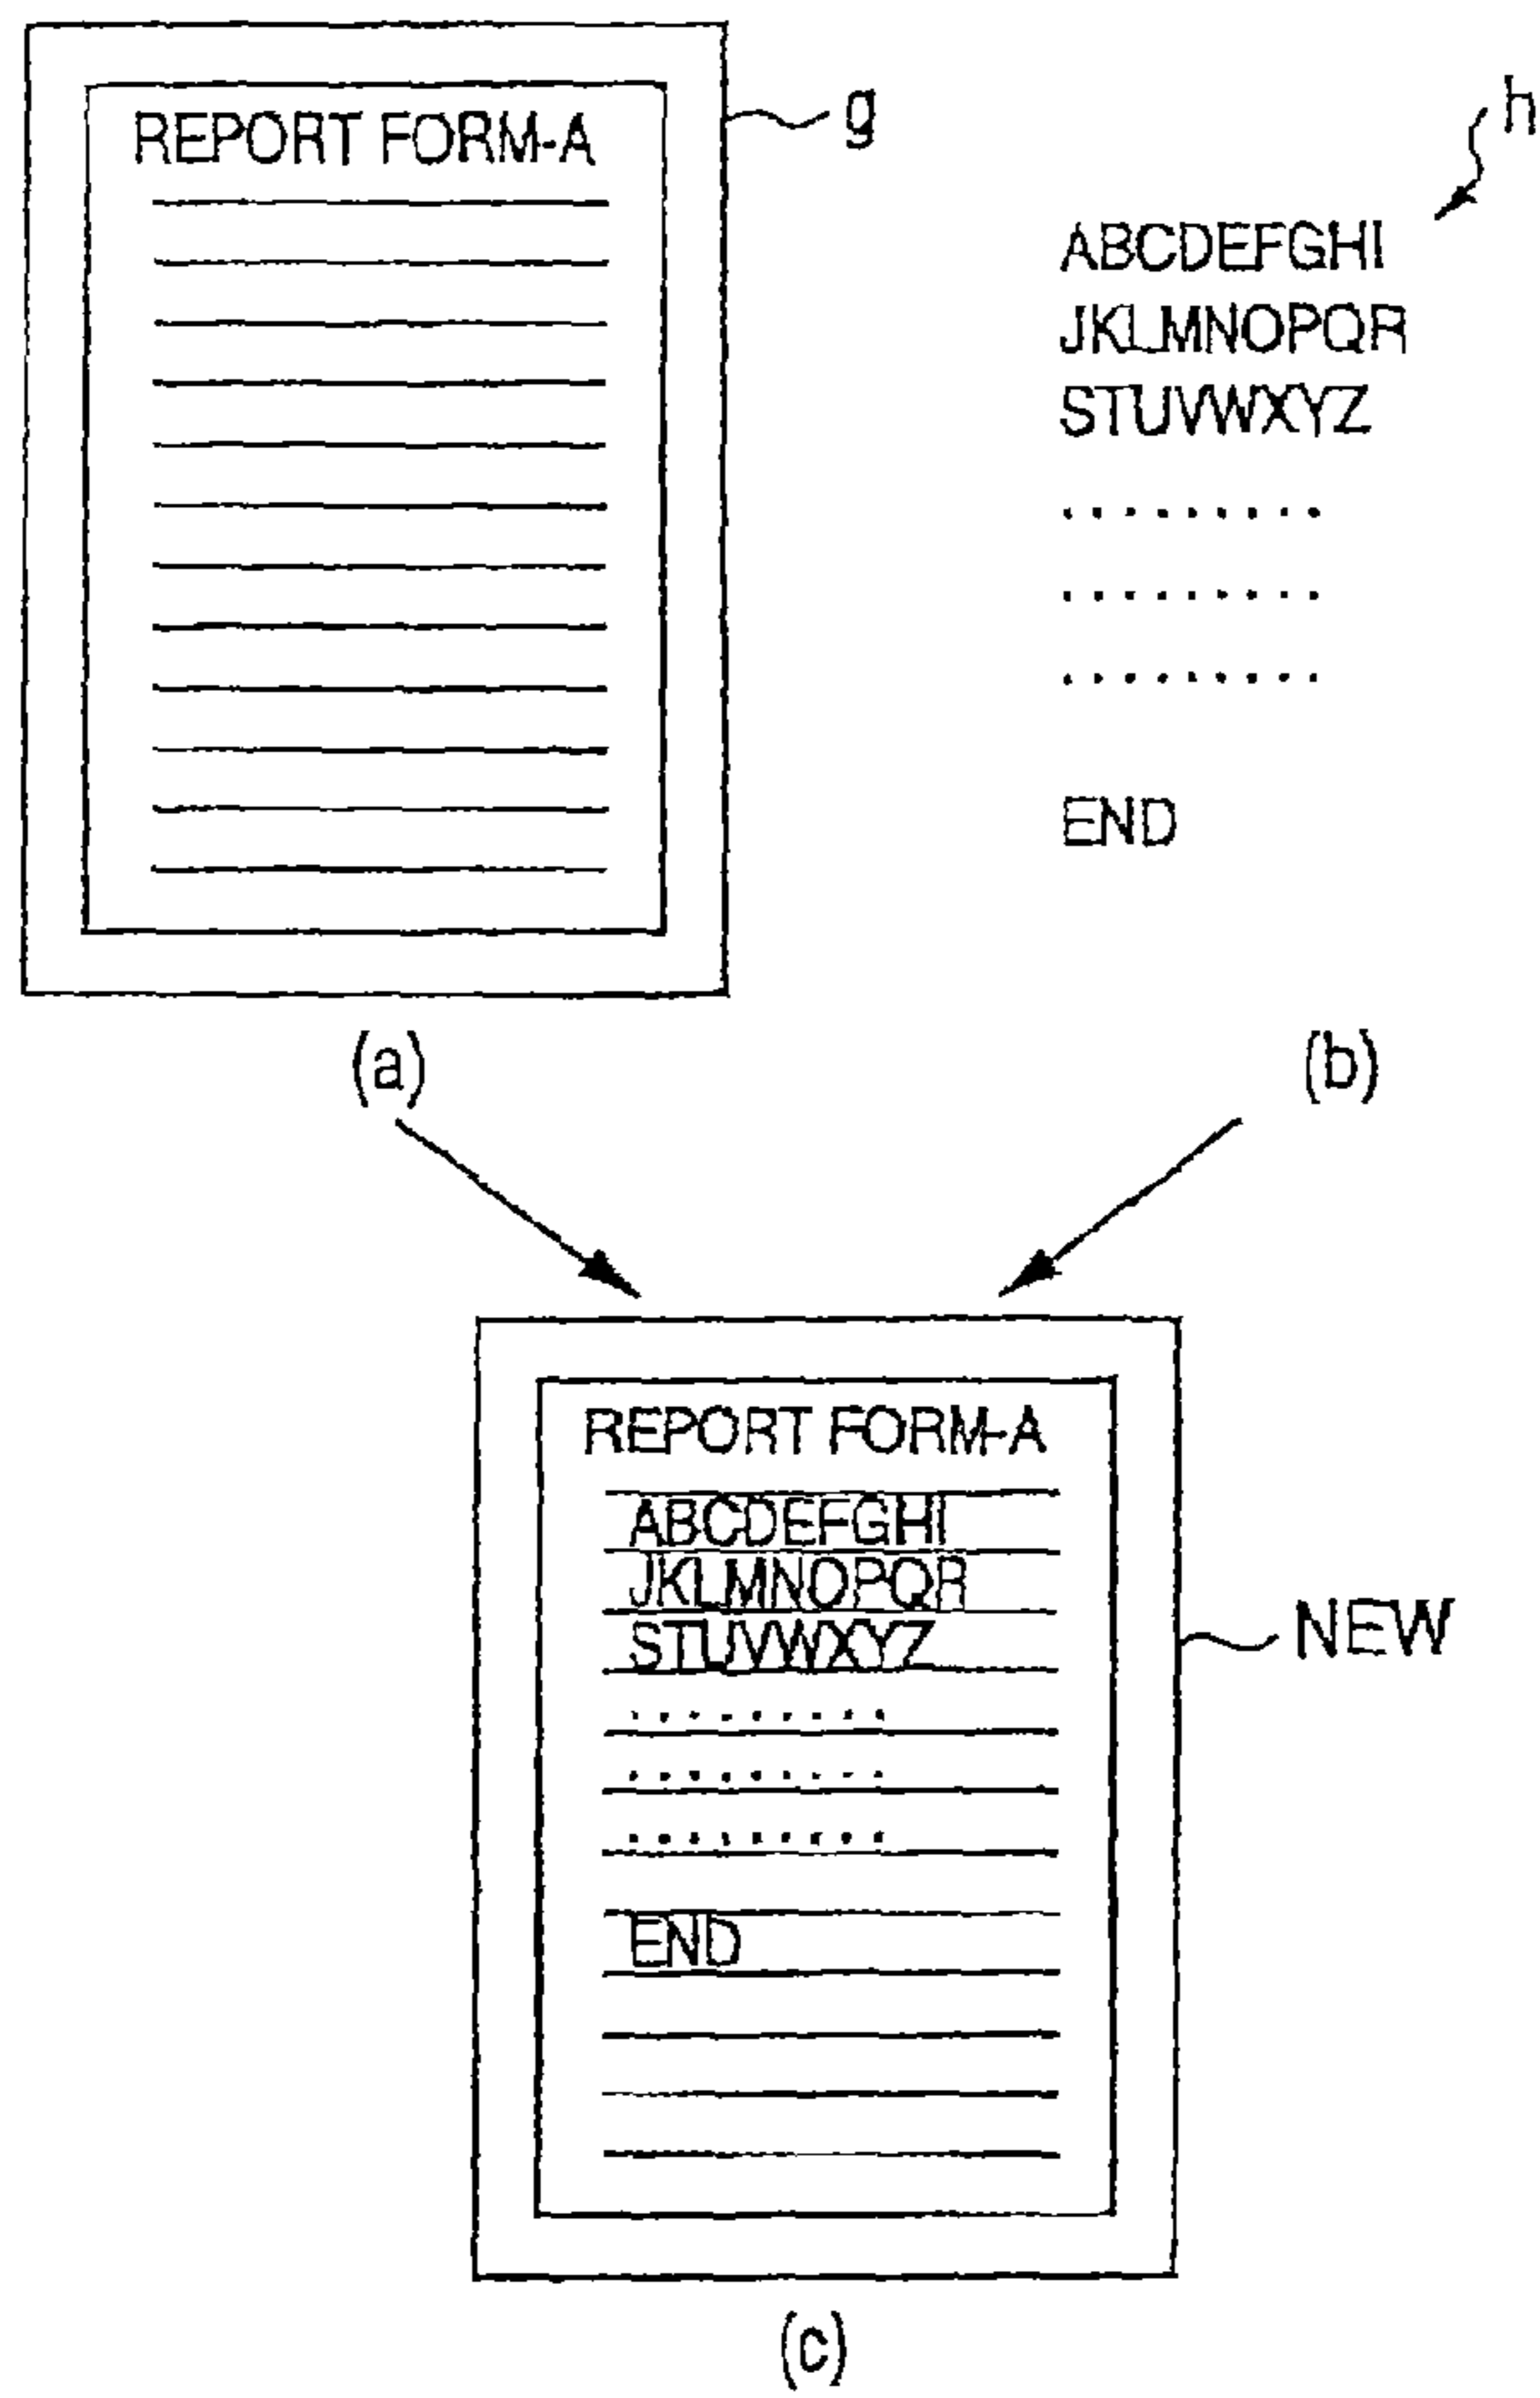 REPORT FORM-A
g
h
ABCDEFGHI
JKLMNOPQR
STUVWXYZ
.........
.........
.........
END
(a)
(b)
REPORT FORM-A
ABCDEFGHI
JKLMNOPQR
STUVWXYZ
.........
.........
.........
END
NEW
(c)